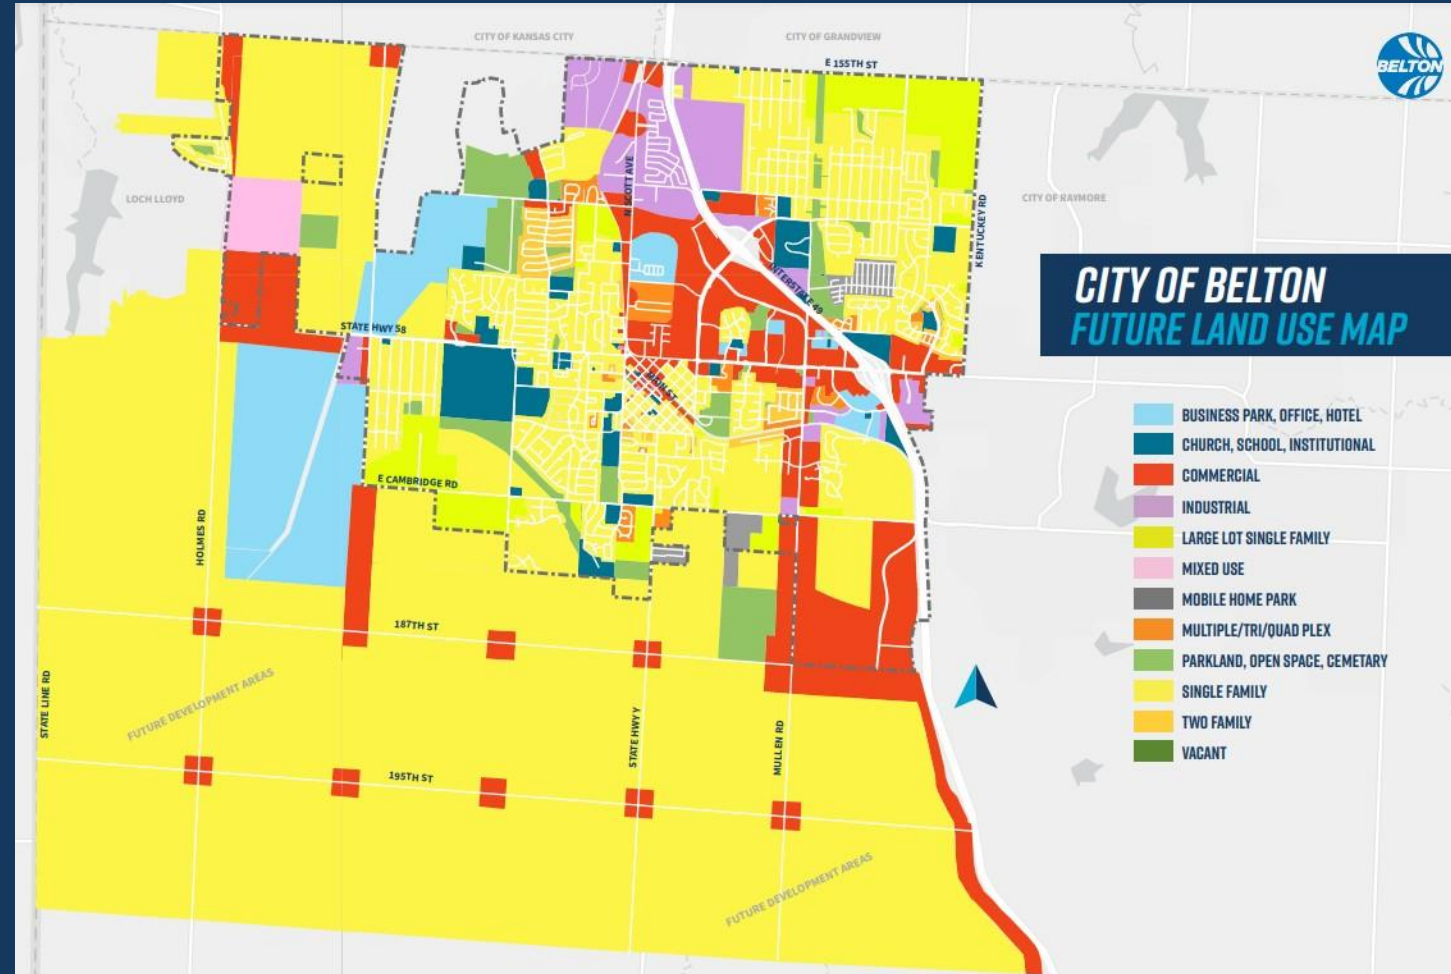 CITY OF KANSAS CITY
CITY OF GRANDVIEW
E 155TH ST
BELTON
LOCH LLOYD
N SCOTT AVE
CITY OF RAYMORE
KENTUCKY RD
INTERSTATE 49
STATE HWY 58
MAIN ST
CITY OF BELTON
FUTURE LAND USE MAP
BUSINESS PARK, OFFICE, HOTEL
CHURCH, SCHOOL, INSTITUTIONAL
COMMERCIAL
INDUSTRIAL
LARGE LOT SINGLE FAMILY
MIXED USE
MOBILE HOME PARK
MULTIPLE/TRI/QUAD PLEX
PARKLAND, OPEN SPACE, CEMETARY
SINGLE FAMILY
TWO FAMILY
VACANT
E CAMBRIDGE RD
HOLMES RD
187TH ST
STATE LINE RD
FUTURE DEVELOPMENT AREAS
STATE HWY Y
MULLEN RD
195TH ST
FUTURE DEVELOPMENT AREAS